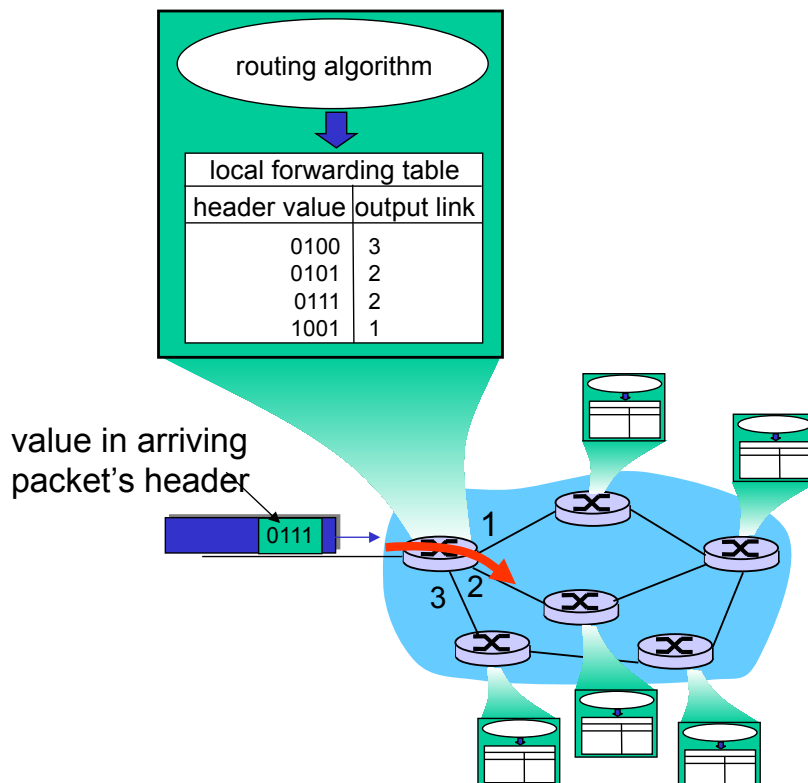 routing algorithm
local forwarding table
header value output link
0100 3
0101 2
0111 2
1001 1
value in arriving
packet's header
0111
1
2
3